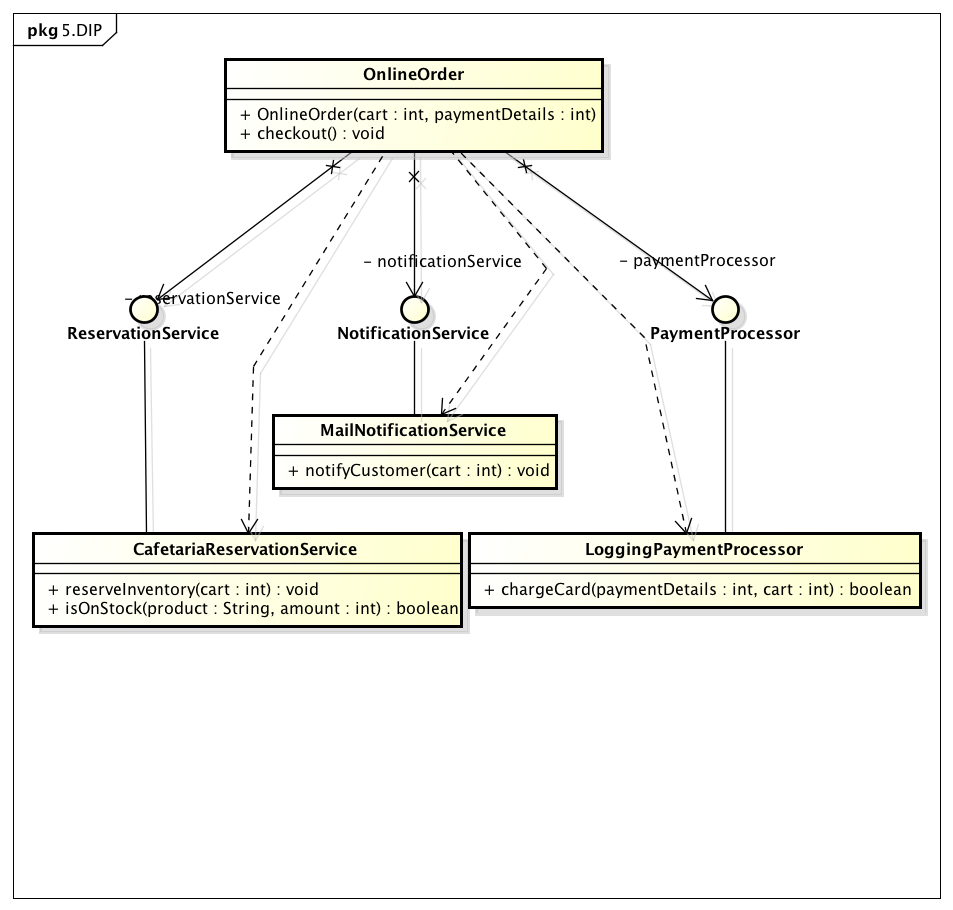 pkg 5.DIP
OnlineOrder
+ OnlineOrder(cart : int, paymentDetails : int)
+ checkout() : void
- notificationService
- paymentProcessor
- reservationService
ReservationService
NotificationService
PaymentProcessor
MailNotificationService
+ notifyCustomer(cart : int) : void
CafetariaReservationService
+ reserveInventory(cart : int) : void
+ isOnStock(product : String, amount : int) : boolean
LoggingPaymentProcessor
+ chargeCard(paymentDetails : int, cart : int) : boolean